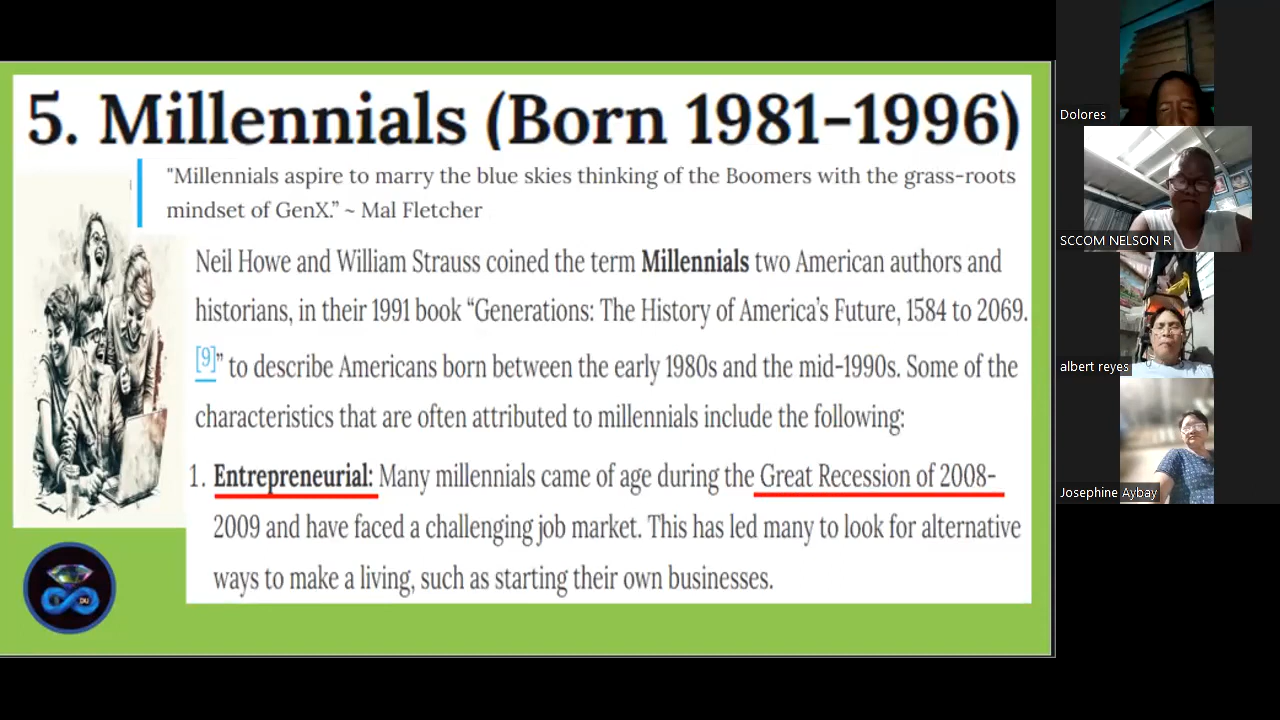 5. Millennials (Born 1981–1996)
"Millennials aspire to marry the blue skies thinking of the Boomers with the grass-roots
mindset of GenX.” ~ Mal Fletcher
Neil Howe and William Strauss coined the term Millennials two American authors and
historians, in their 1991 book “Generations: The History of America’s Future, 1584 to 2069.
[9]” to describe Americans born between the early 1980s and the mid-1990s. Some of the
characteristics that are often attributed to millennials include the following:
1. Entrepreneurial: Many millennials came of age during the Great Recession of 2008-
2009 and have faced a challenging job market. This has led many to look for alternative
ways to make a living, such as starting their own businesses.
Dolores
SCCOM NELSON R
albert reyes
Josephine Aybay